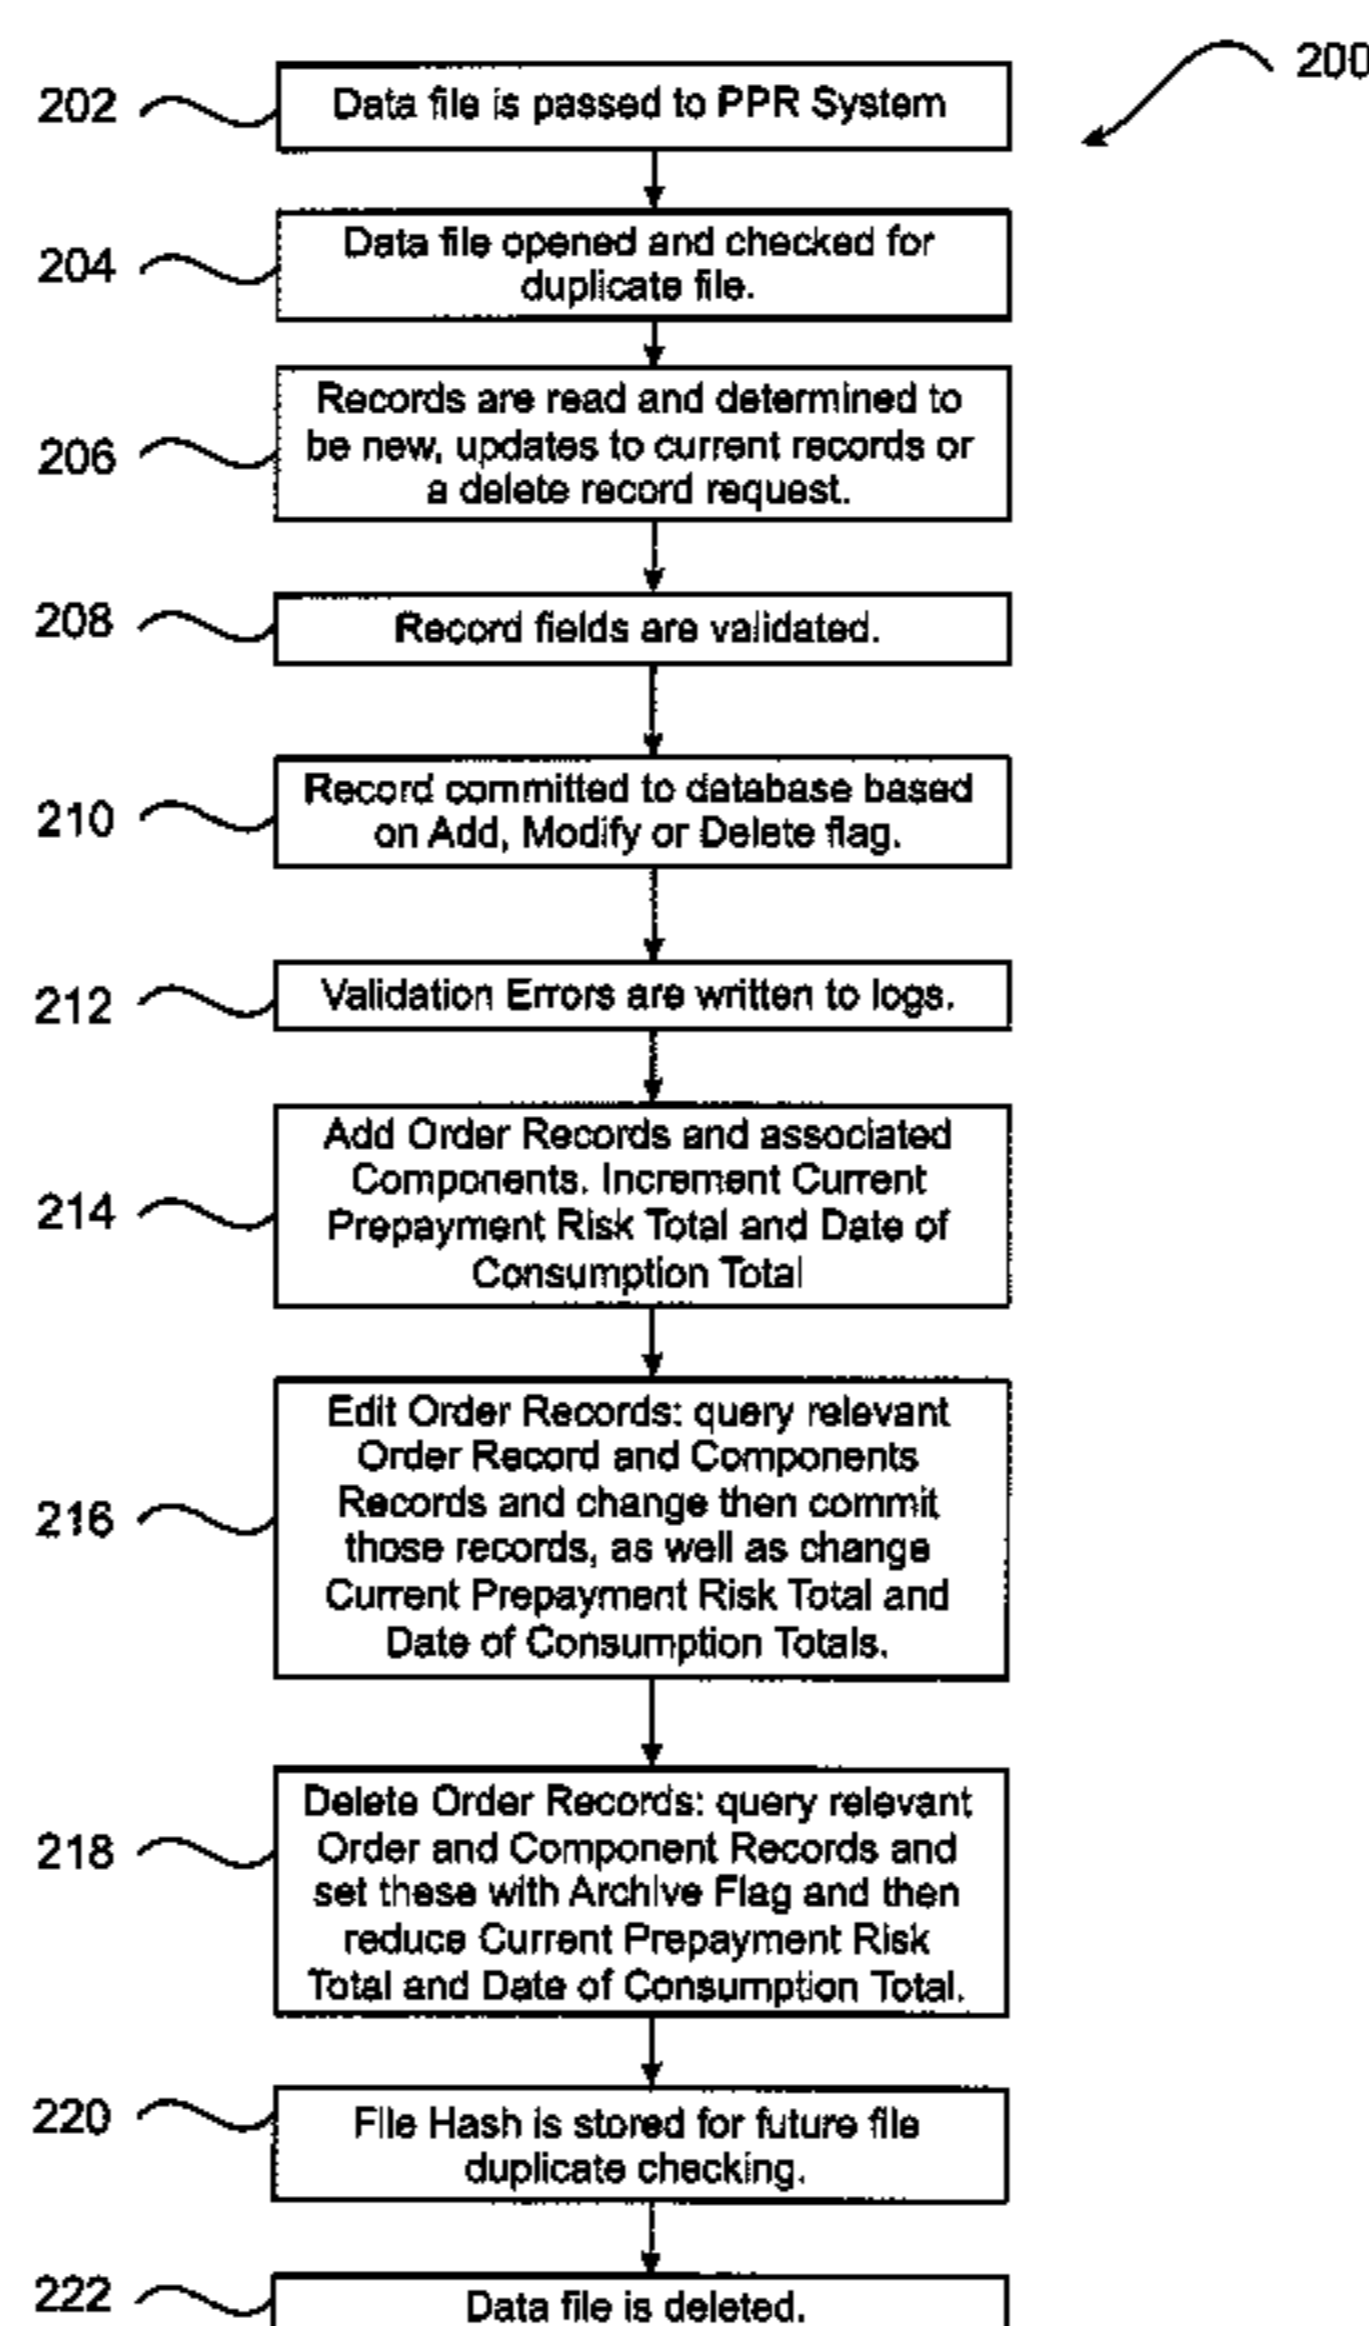 200
202
Data file is passed to PPR System
204
Data file opened and checked for
duplicate file.
206
Records are read and determined to
be new, updates to current records or
a delete record request.
208
Record fields are validated.
210
Record committed to database based
on Add, Modify or Delete flag.
212
Validation Errors are written to logs.
214
Add Order Records and associated
Components. Increment Current
Prepayment Risk Total and Date of
Consumption Total
216
Edit Order Records: query relevant
Order Record and Components
Records and change then commit
those records, as well as change
Current Prepayment Risk Total and
Date of Consumption Totals.
218
Delete Order Records: query relevant
Order and Component Records and
set these with Archive Flag and then
reduce Current Prepayment Risk
Total and Date of Consumption Total.
220
File Hash is stored for future file
duplicate checking.
222
Data file is deleted.